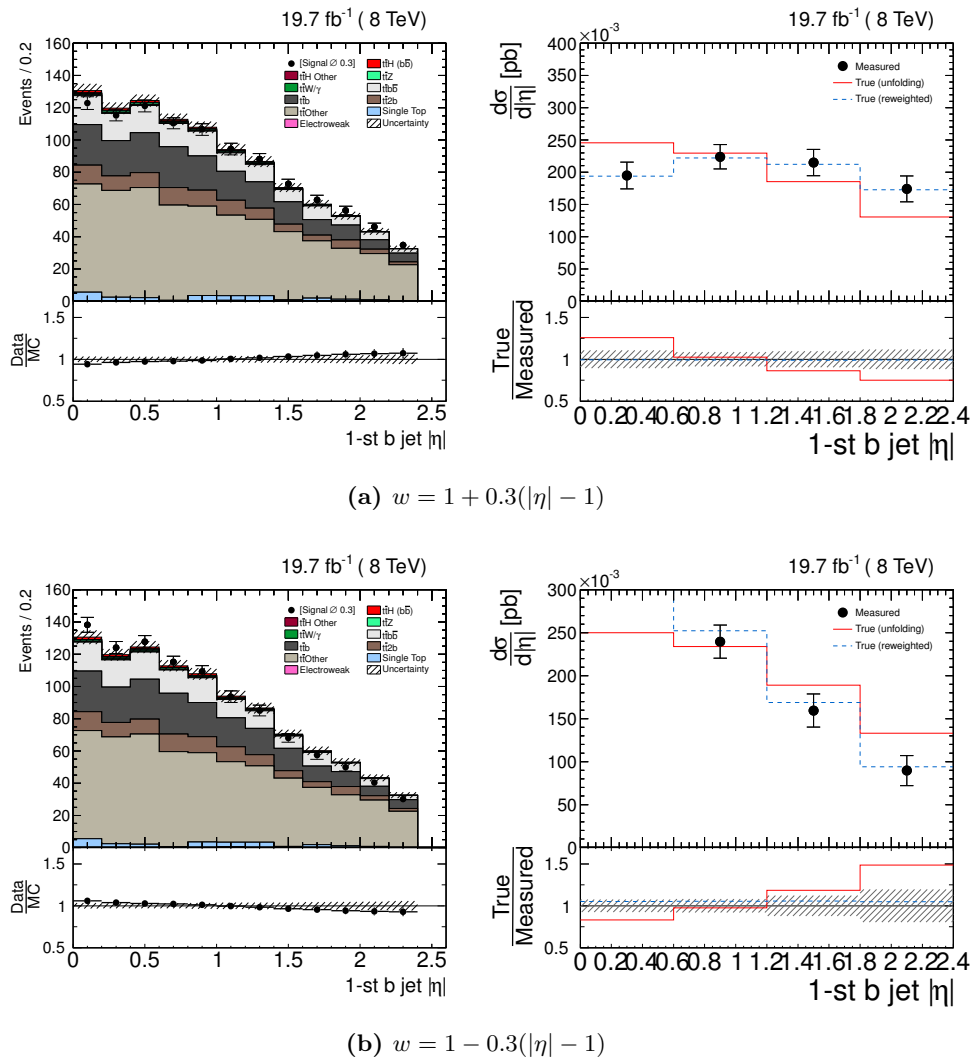 19.7 fb⁻¹ ( 8 TeV)
Events / 0.2
160
140
120
100
80
60
40
20
0
[Signal ∅ 0.3]
tt̄H (bb̄)
tt̄H Other
tt̄Z
tt̄W/γ
tt̄bb̄
tt̄b
tt̄2b
tt̄Other
Single Top
Electroweak
Uncertainty
Data
MC
1.5
1
0.5
0 0.5 1 1.5 2 2.5
1-st b jet |η|
19.7 fb⁻¹ ( 8 TeV)
×10⁻³
dσ
d|η|
[pb]
400
350
300
250
200
150
100
50
0
Measured
True (unfolding)
True (reweighted)
True
Measured
1.5
1
0.5
0 0.2 0.4 0.6 0.8 1 1.2 1.4 1.6 1.8 2 2.2 2.4
1-st b jet |η|
(a) w = 1 + 0.3(|η| − 1)
19.7 fb⁻¹ ( 8 TeV)
Events / 0.2
160
140
120
100
80
60
40
20
0
[Signal ∅ 0.3]
tt̄H (bb̄)
tt̄H Other
tt̄Z
tt̄W/γ
tt̄bb̄
tt̄b
tt̄2b
tt̄Other
Single Top
Electroweak
Uncertainty
Data
MC
1.5
1
0.5
0 0.5 1 1.5 2 2.5
1-st b jet |η|
19.7 fb⁻¹ ( 8 TeV)
×10⁻³
dσ
d|η|
[pb]
300
250
200
150
100
50
0
Measured
True (unfolding)
True (reweighted)
True
Measured
1.5
1
0.5
0 0.2 0.4 0.6 0.8 1 1.2 1.4 1.6 1.8 2 2.2 2.4
1-st b jet |η|
(b) w = 1 − 0.3(|η| − 1)